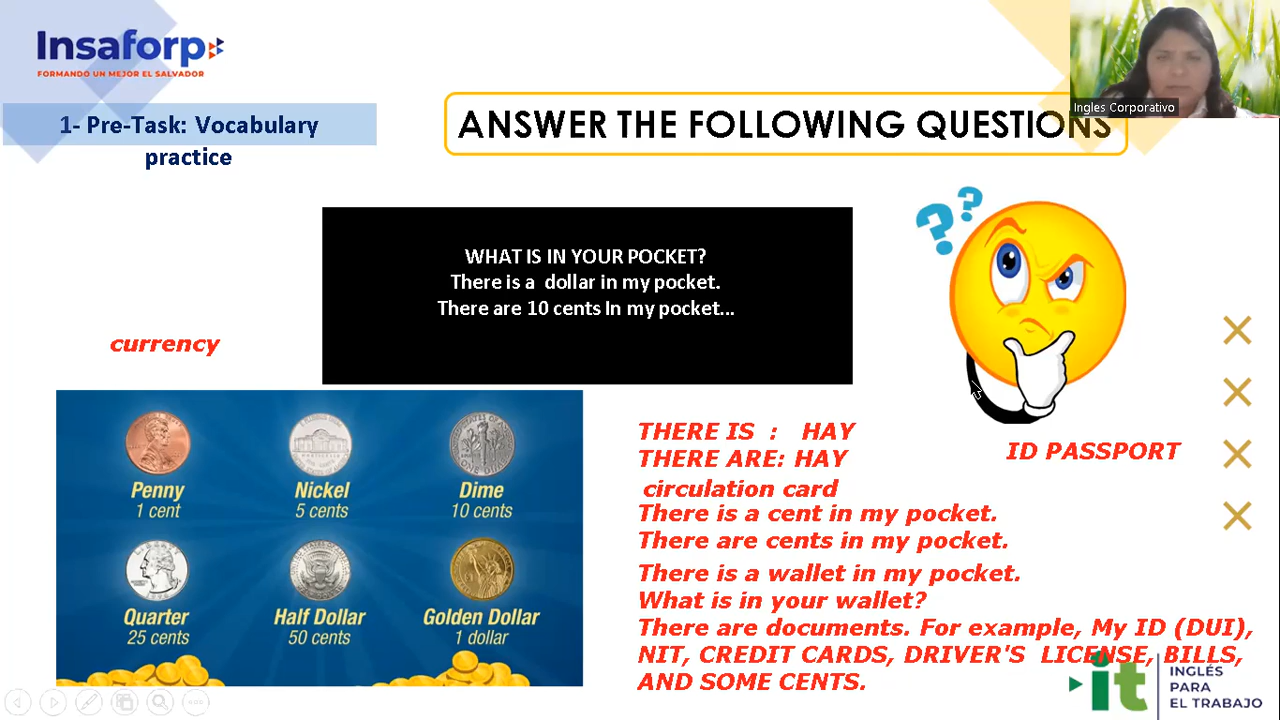 Insaforp
FORMANDO UN MEJOR EL SALVADOR
Ingles Corporativo
1- Pre-Task: Vocabulary
practice
ANSWER THE FOLLOWING QUESTIONS
WHAT IS IN YOUR POCKET?
There is a dollar in my pocket.
There are 10 cents In my pocket...
??
currency
Penny
1 cent
Nickel
5 cents
Dime
10 cents
Quarter
25 cents
Half Dollar
50 cents
Golden Dollar
1 dollar
THERE IS : HAY
THERE ARE: HAY
circulation card
There is a cent in my pocket.
There are cents in my pocket.
There is a wallet in my pocket.
What is in your wallet?
There are documents. For example, My ID (DUI),
NIT, CREDIT CARDS, DRIVER'S LICENSE, BILLS,
AND SOME CENTS.
ID PASSPORT
it
INGLÉS
PARA
EL TRABAJO